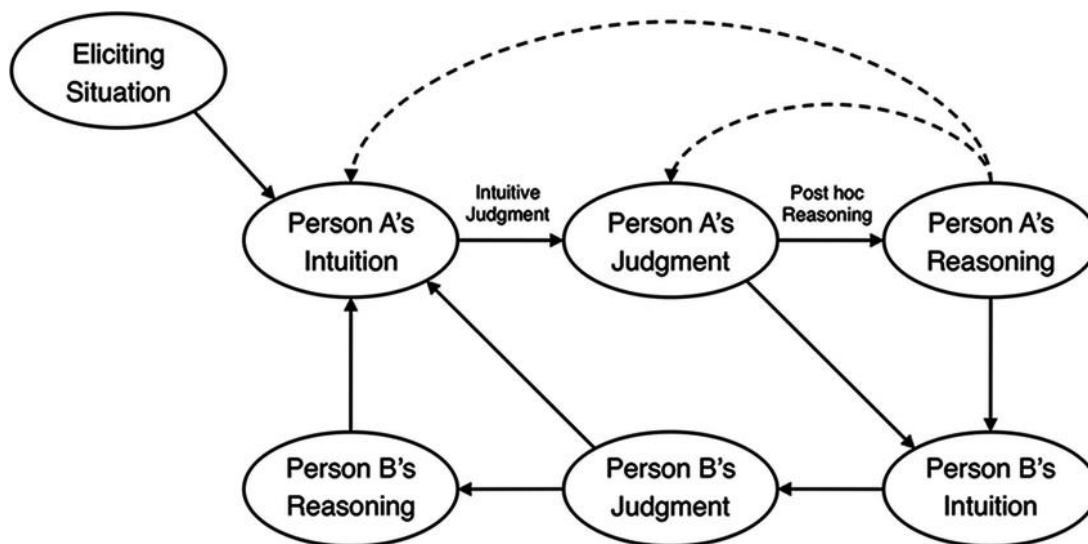 Eliciting
Situation
Person A's
Intuition
Intuitive
Judgment
Person A's
Judgment
Post hoc
Reasoning
Person A's
Reasoning
Person B's
Reasoning
Person B's
Judgment
Person B's
Intuition